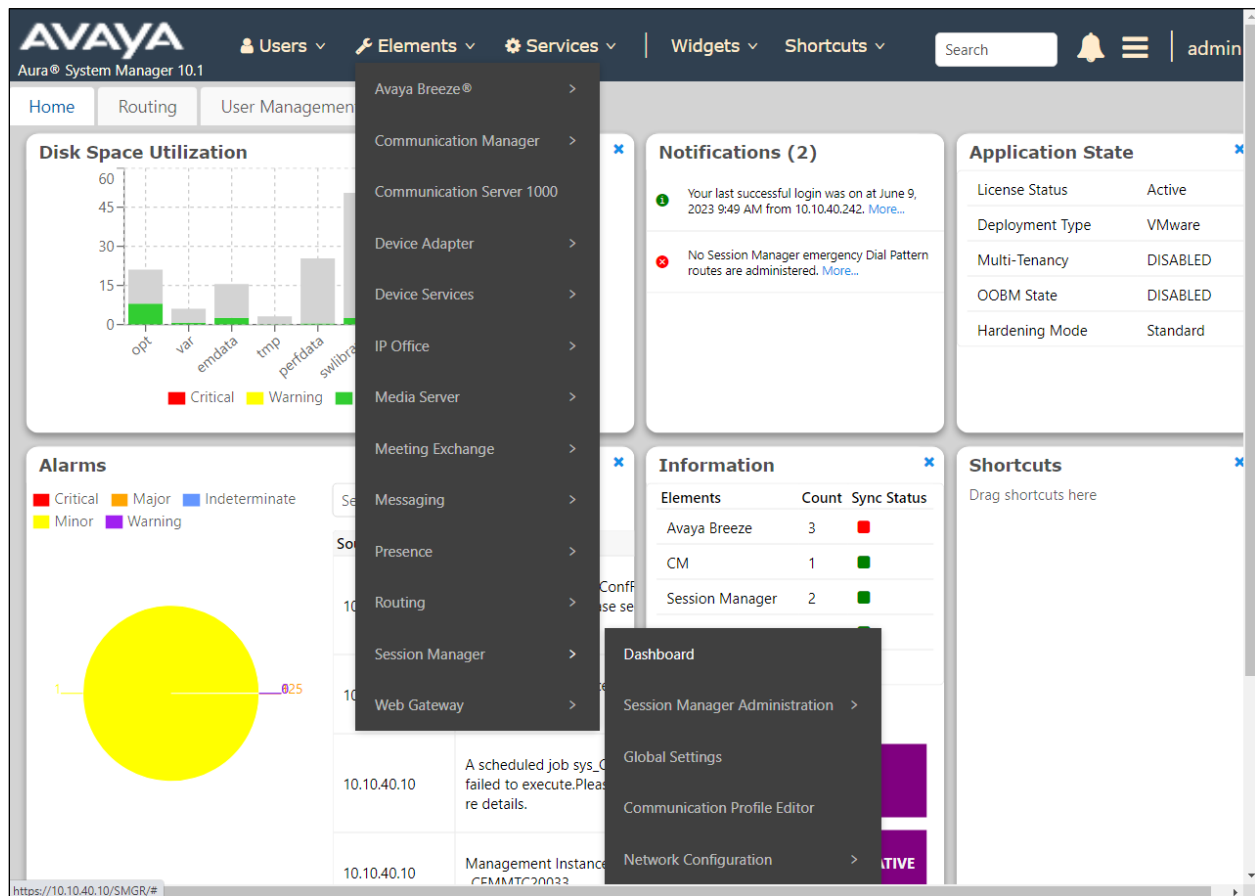 AVAYA
Aura® System Manager 10.1
Users
Elements
Services
Widgets
Shortcuts
Search
admin
Home
Routing
User Management
Avaya Breeze®
Communication Manager
Communication Server 1000
Device Adapter
Device Services
IP Office
Media Server
Meeting Exchange
Messaging
Presence
Routing
Session Manager
Web Gateway
Dashboard
Session Manager Administration
Global Settings
Communication Profile Editor
Network Configuration
Disk Space Utilization
60
45
30
15
0
opt
var
emdata
tmp
perfdata
Critical
Warning
Notifications (2)
Your last successful login was on at June 9,
2023 9:49 AM from 10.10.40.242. More...
No Session Manager emergency Dial Pattern
routes are administered. More...
Application State
License Status Active
Deployment Type VMware
Multi-Tenancy DISABLED
OOBM State DISABLED
Hardening Mode Standard
Alarms
Critical Major Indeterminate
Minor Warning
1
10.10.40.10
A scheduled job
failed to execute.
re details.
10.10.40.10
Management Instance
Information
Elements Count Sync Status
Avaya Breeze 3
CM 1
Session Manager 2
Shortcuts
Drag shortcuts here
https://10.10.40.10/SMGR/#